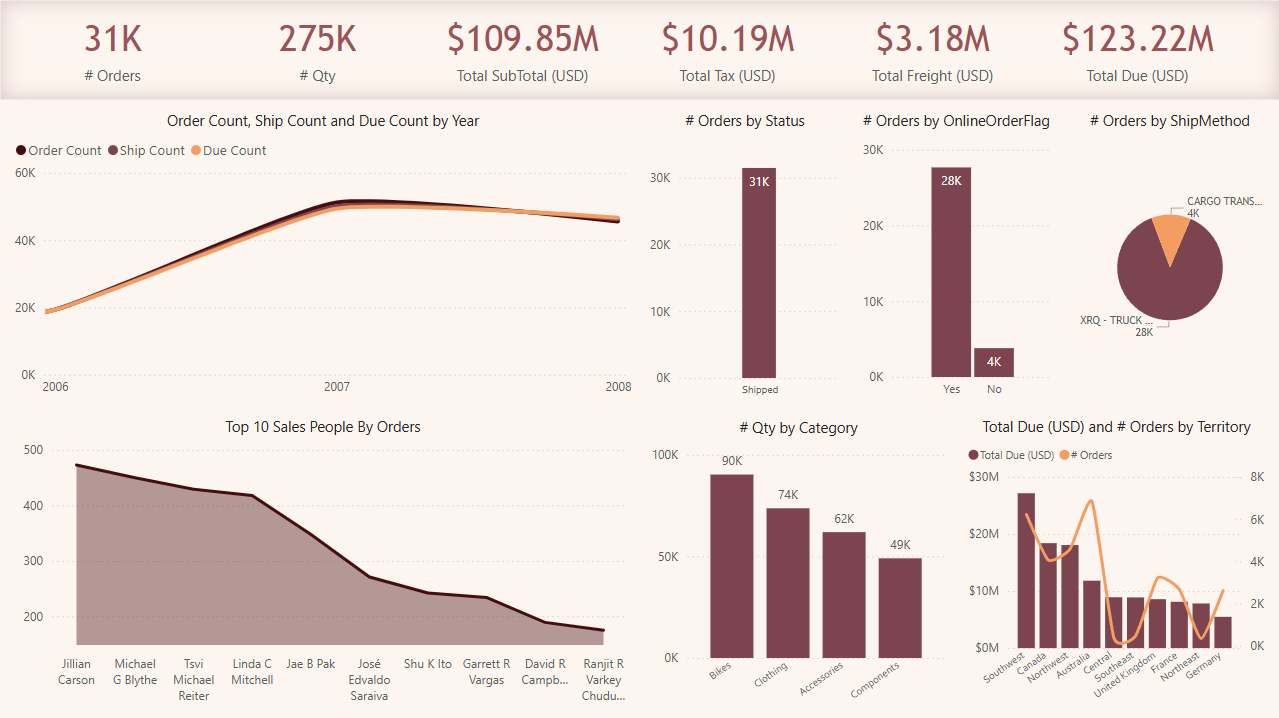 31K
# Orders
275K
# Qty
$109.85M
Total SubTotal (USD)
$10.19M
Total Tax (USD)
$3.18M
Total Freight (USD)
$123.22M
Total Due (USD)
Order Count, Ship Count and Due Count by Year
Order Count Ship Count Due Count
60K
40K
20K
0K
2006 2007 2008
# Orders by Status
30K
20K
10K
0K
31K
Shipped
# Orders by OnlineOrderFlag
30K
20K
10K
0K
28K
4K
Yes No
# Orders by ShipMethod
CARGO TRANS...
4K
XRQ - TRUCK ...
28K
Top 10 Sales People By Orders
500
400
300
200
Jillian
Carson
Michael
G Blythe
Tsvi
Michael
Reiter
Linda C
Mitchell
Jae B Pak
José
Edvaldo
Saraiva
Shu K Ito
Garrett R
Vargas
David R
Campb...
Ranjit R
Varkey
Chudu...
# Qty by Category
100K
50K
0K
90K
74K
62K
49K
Bikes
Clothing
Accessories
Components
Total Due (USD) and # Orders by Territory
Total Due (USD) # Orders
$30M
$20M
$10M
$0M
8K
6K
4K
2K
0K
Southwest
Canada
Northwest
Australia
Central
Southeast
United Kingdom
France
Northeast
Germany